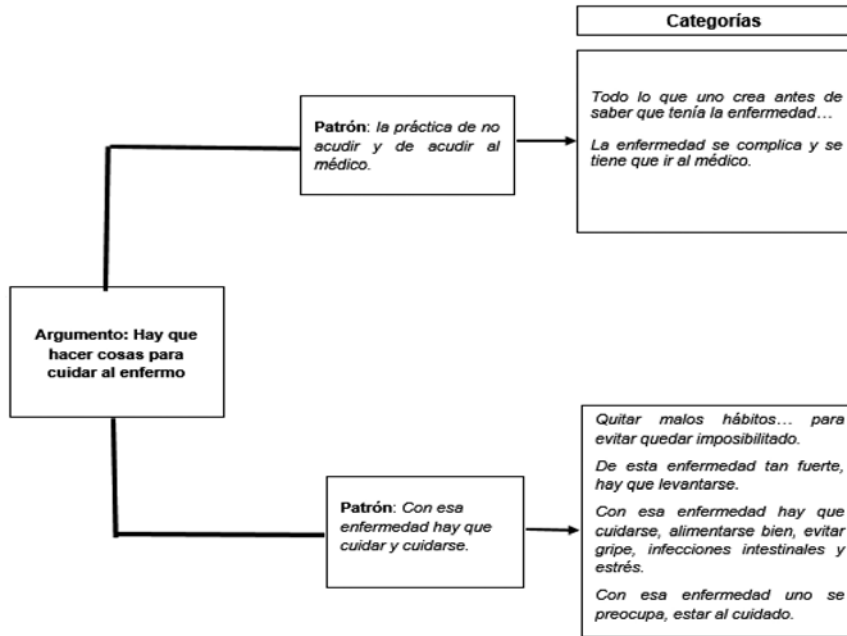 Categorías
Todo lo que uno crea antes de
saber que tenía la enfermedad…
La enfermedad se complica y se
tiene que ir al médico.
Patrón: la práctica de no
acudir y de acudir al
médico.
Argumento: Hay que
hacer cosas para
cuidar al enfermo
Patrón: Con esa
enfermedad hay que
cuidar y cuidarse.
Quitar malos hábitos… para
evitar quedar imposibilitado.
De esta enfermedad tan fuerte,
hay que levantarse.
Con esa enfermedad hay que
cuidarse, alimentarse bien, evitar
gripe, infecciones intestinales y
estrés.
Con esa enfermedad uno se
preocupa, estar al cuidado.